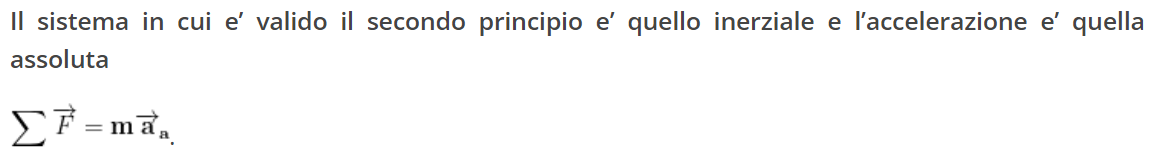 Il sistema in cui e’ valido il secondo principio e’ quello inerziale e l’accelerazione e’ quella
assoluta
∑ F⃗ = m a⃗ₐ.